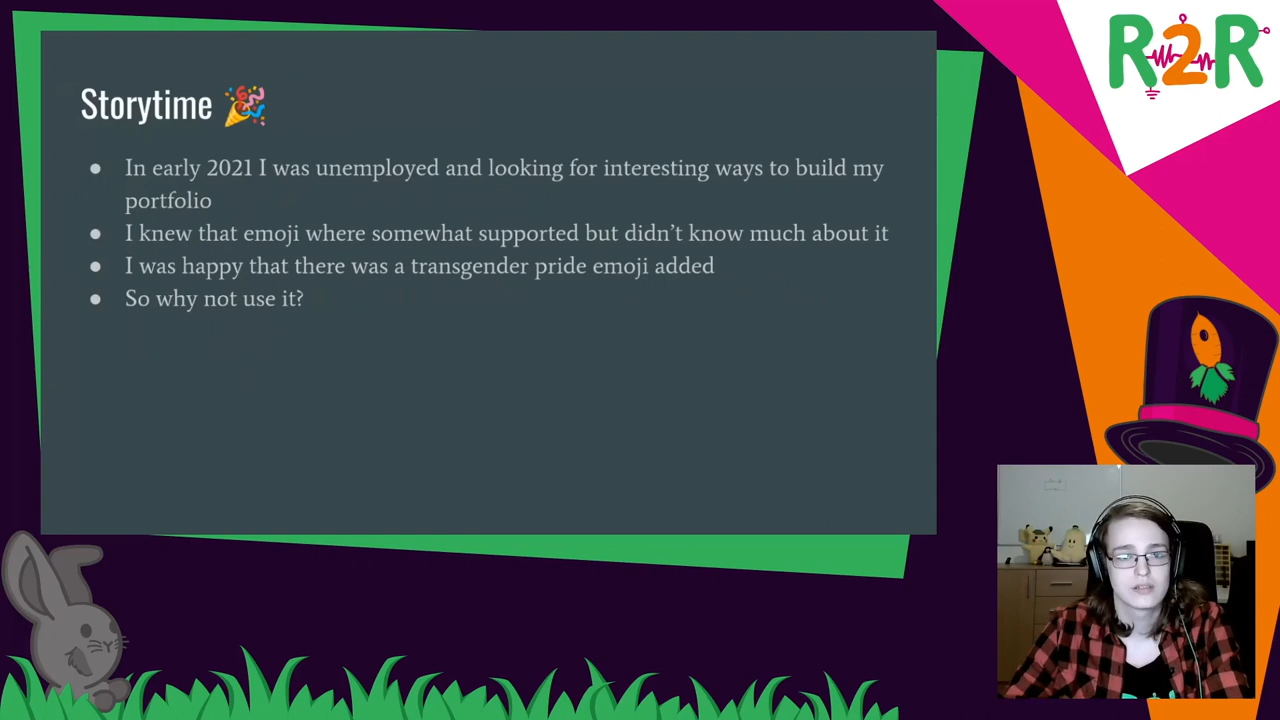 R2R
Storytime 🎉
● In early 2021 I was unemployed and looking for interesting ways to build my
portfolio
● I knew that emoji where somewhat supported but didn’t know much about it
● I was happy that there was a transgender pride emoji added
● So why not use it?